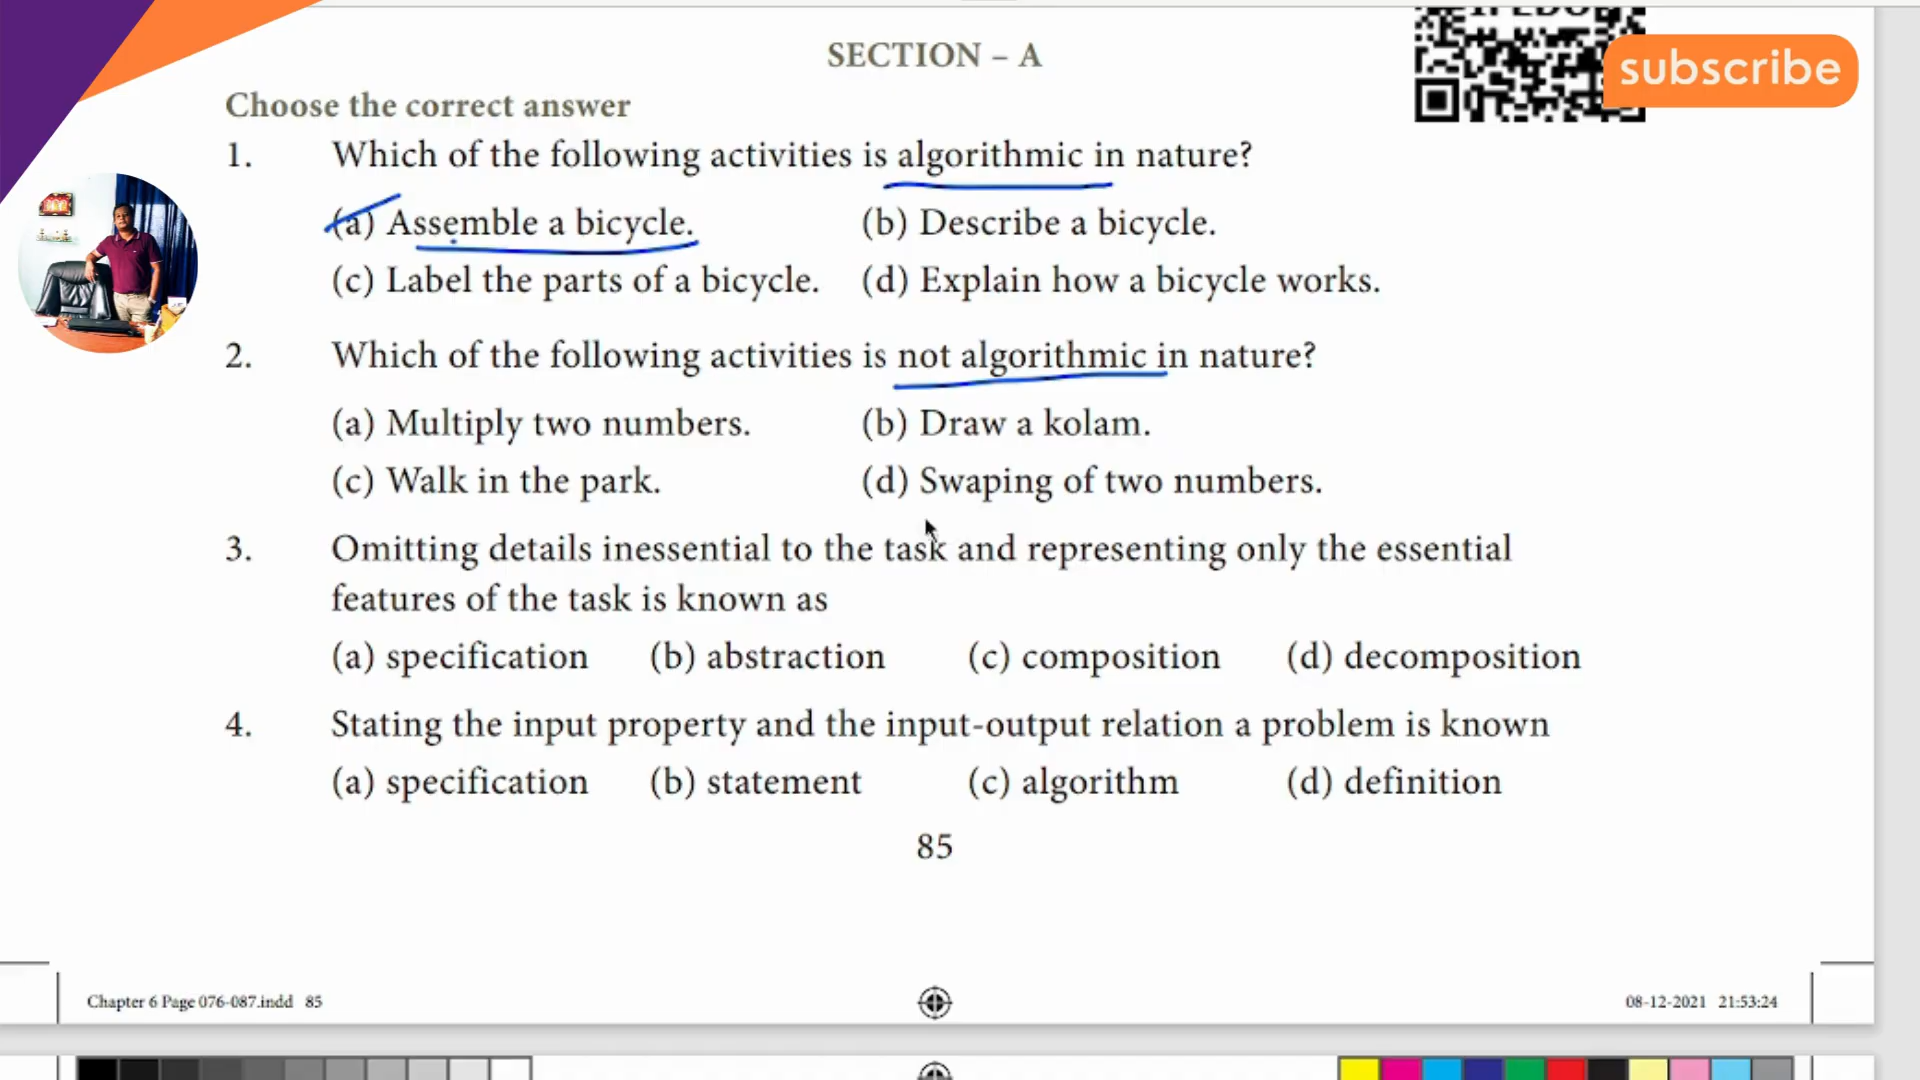 SECTION – A
subscribe
Choose the correct answer
1. Which of the following activities is algorithmic in nature?
(a) Assemble a bicycle. (b) Describe a bicycle.
(c) Label the parts of a bicycle. (d) Explain how a bicycle works.
2. Which of the following activities is not algorithmic in nature?
(a) Multiply two numbers. (b) Draw a kolam.
(c) Walk in the park. (d) Swaping of two numbers.
3. Omitting details inessential to the task and representing only the essential
features of the task is known as
(a) specification (b) abstraction (c) composition (d) decomposition
4. Stating the input property and the input-output relation a problem is known
(a) specification (b) statement (c) algorithm (d) definition
85
Chapter 6 Page 076-087.indd 85
08-12-2021 21:53:24